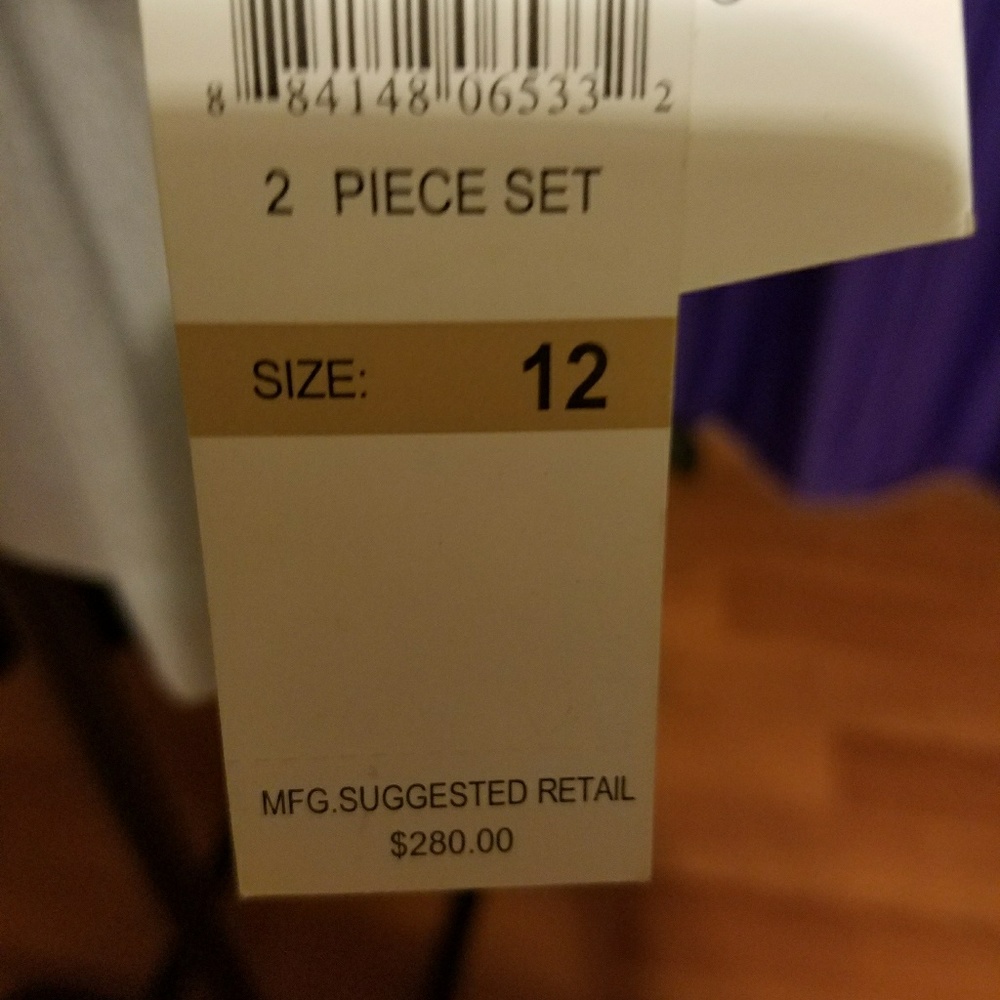 8 84148 06533 2
2 PIECE SET
SIZE: 12
MFG.SUGGESTED RETAIL
$280.00